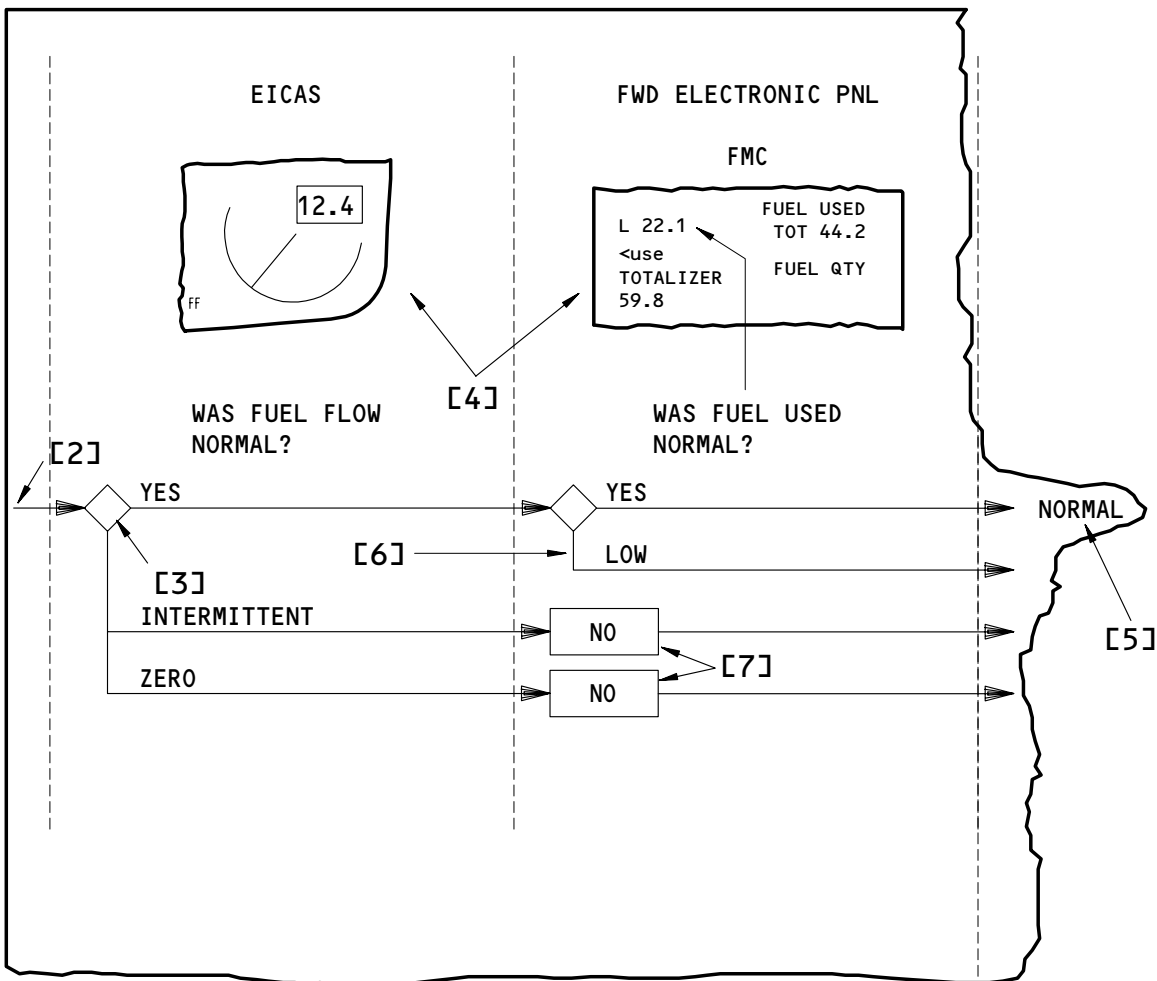 EICAS
FWD ELECTRONIC PNL
FMC
12.4
FF
L 22.1
FUEL USED
TOT 44.2
<use
FUEL QTY
TOTALIZER
59.8
[4]
WAS FUEL FLOW
NORMAL?
WAS FUEL USED
NORMAL?
[2]
YES
YES
NORMAL
[6]
LOW
[3]
INTERMITTENT
NO
[5]
[7]
ZERO
NO